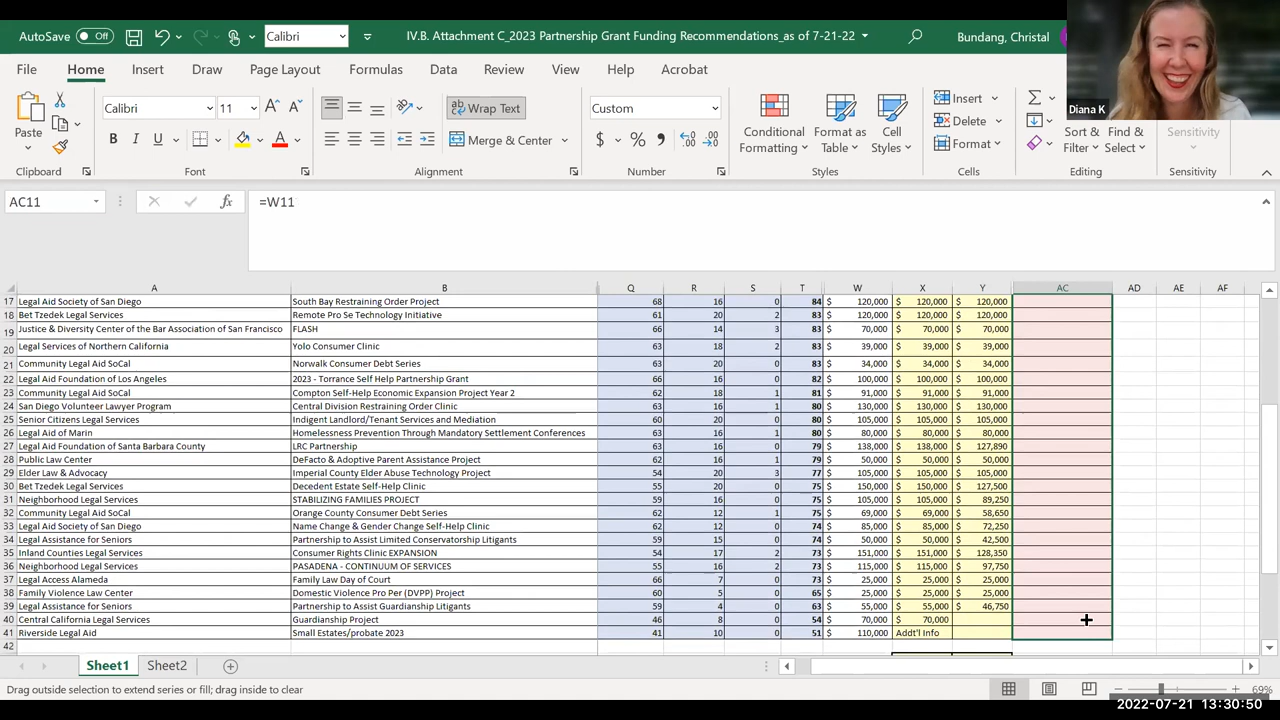 AutoSave Off Calibri IV.B. Attachment C_2023 Partnership Grant Funding Recommendations_as of 7-21-22 Bundang, Christal
File Home Insert Draw Page Layout Formulas Data Review View Help Acrobat
Diana K
Calibri 11 Wrap Text Custom Insert
Paste B I U Merge & Center $ % Conditional Formatting Format as Table Cell Styles Delete Format Sort & Filter Find & Select Sensitivity
Clipboard Font Alignment Number Styles Cells Editing Sensitivity
AC11 fx =W11
A B Q R S T W X Y AC AD AE AF
17 Legal Aid Society of San Diego South Bay Restraining Order Project 68 16 0 84 120,000 $ 120,000 $ 120,000
18 Bet Tzedek Legal Services Remote Pro Se Technology Initiative 61 20 2 83 120,000 $ 120,000 $ 120,000
19 Justice & Diversity Center of the Bar Association of San Francisco FLASH 66 14 3 83 70,000 $ 70,000 $ 70,000
20 Legal Services of Northern California Yolo Consumer Clinic 63 18 2 83 39,000 $ 39,000 $ 39,000
21 Community Legal Aid SoCal Norwalk Consumer Debt Series 63 20 0 83 34,000 $ 34,000 $ 34,000
22 Legal Aid Foundation of Los Angeles 2023 - Torrance Self Help Partnership Grant 66 16 0 82 100,000 $ 100,000 $ 100,000
23 Community Legal Aid SoCal Compton Self-Help Economic Expansion Project Year 2 62 18 1 81 91,000 $ 91,000 $ 91,000
24 San Diego Volunteer Lawyer Program Central Division Restraining Order Clinic 63 16 1 80 130,000 $ 130,000 $ 130,000
25 Senior Citizens Legal Services Indigent Landlord/Tenant Services and Mediation 60 20 0 80 105,000 $ 105,000 $ 105,000
26 Legal Aid of Marin Homelessness Prevention Through Mandatory Settlement Conferences 63 16 1 80 80,000 $ 80,000 $ 80,000
27 Legal Aid Foundation of Santa Barbara County LRC Partnership 63 16 0 79 138,000 $ 138,000 $ 127,890
28 Public Law Center DeFacto & Adoptive Parent Assistance Project 62 16 1 79 50,000 $ 50,000 $ 50,000
29 Elder Law & Advocacy Imperial County Elder Abuse Technology Project 54 20 3 77 105,000 $ 105,000 $ 105,000
30 Bet Tzedek Legal Services Decedent Estate Self-Help Clinic 55 20 0 75 150,000 $ 150,000 $ 127,500
31 Neighborhood Legal Services STABILIZING FAMILIES PROJECT 59 16 0 75 105,000 $ 105,000 $ 89,250
32 Community Legal Aid SoCal Orange County Consumer Debt Series 62 12 1 75 69,000 $ 69,000 $ 58,650
33 Legal Aid Society of San Diego Name Change & Gender Change Self-Help Clinic 62 12 0 74 85,000 $ 85,000 $ 72,250
34 Legal Assistance for Seniors Partnership to Assist Limited Conservatorship Litigants 59 15 0 74 50,000 $ 50,000 $ 42,500
35 Inland Counties Legal Services Consumer Rights Clinic EXPANSION 54 17 2 73 151,000 $ 151,000 $ 128,350
36 Neighborhood Legal Services PASADENA - CONTINUUM OF SERVICES 55 16 2 73 115,000 $ 115,000 $ 97,750
37 Legal Access Alameda Family Law Day of Court 66 7 0 73 25,000 $ 25,000 $ 25,000
38 Family Violence Law Center Domestic Violence Pro Per (DVPP) Project 60 5 0 65 25,000 $ 25,000 $ 25,000
39 Legal Assistance for Seniors Partnership to Assist Guardianship Litigants 59 4 0 63 55,000 $ 55,000 $ 46,750
40 Central California Legal Services Guardianship Project 46 8 0 54 70,000 $ 70,000
41 Riverside Legal Aid Small Estates/probate 2023 41 10 0 51 110,000 Addt'l Info
42
Sheet1 Sheet2
Drag outside selection to extend series or fill; drag inside to clear 69%
2022-07-21 13:30:50